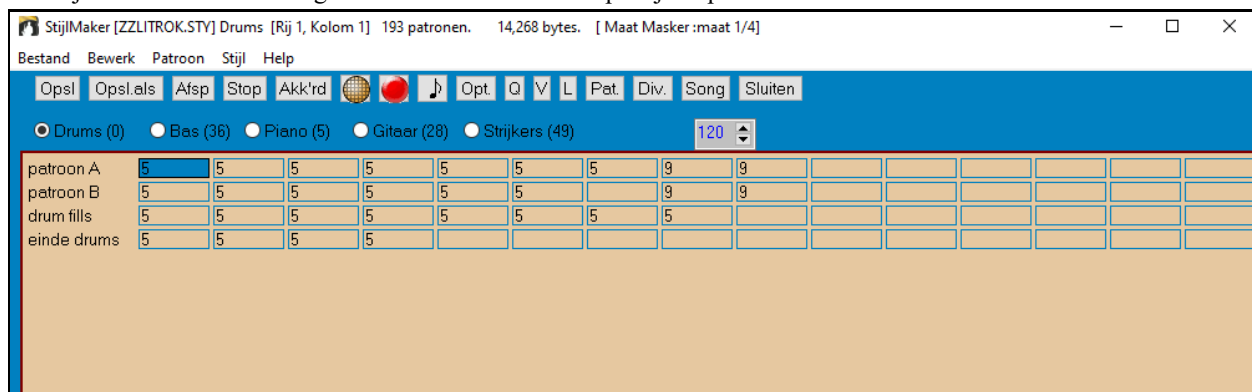 StijlMaker [ZZLITROK.STY] Drums [Rij 1, Kolom 1] 193 patronen. 14,268 bytes. [ Maat Masker :maat 1/4]
Bestand Bewerk Patroon Stijl Help
Opsl Opsl.als Afsp Stop Akk'rd Opt. Q V L Pat. Div. Song Sluiten
Drums (0) Bas (36) Piano (5) Gitaar (28) Strijkers (49) 120
patroon A 5 5 5 5 5 5 5 9 9
patroon B 5 5 5 5 5 5 9 9
drum fills 5 5 5 5 5 5 5 5
einde drums 5 5 5 5